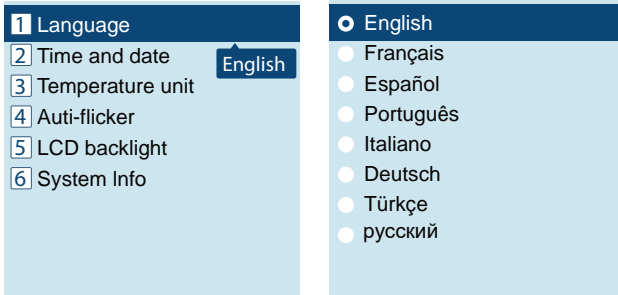 1 Language
2 Time and date
English
3 Temperature unit
4 Auti-flicker
5 LCD backlight
6 System Info
English
Français
Español
Português
Italiano
Deutsch
Türkçe
русский